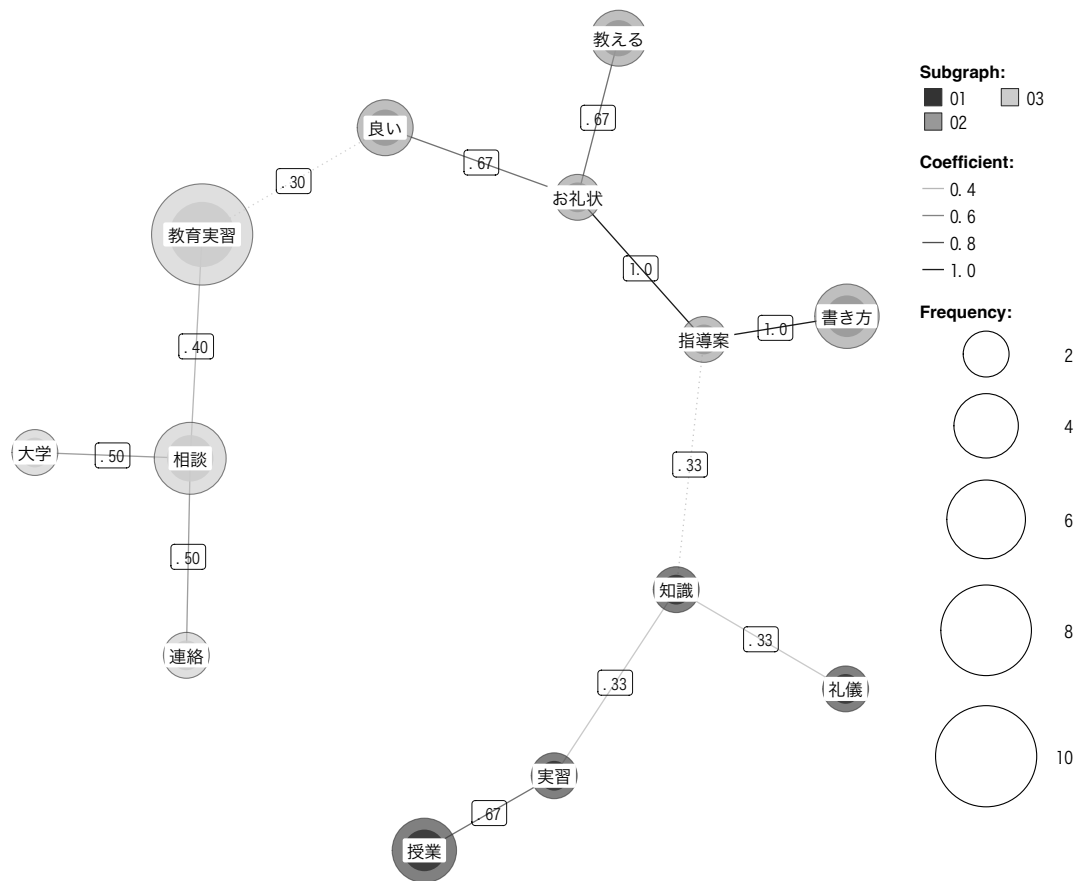 教える
良い
.67
.67
.30
お礼状
教育実習
1.0
書き方
1.0
指導案
.40
大学
.50
相談
.33
.50
知識
.33
連絡
.33
礼儀
実習
.67
授業
Subgraph:
01
03
02
Coefficient:
0.4
0.6
0.8
1.0
Frequency:
2
4
6
8
10